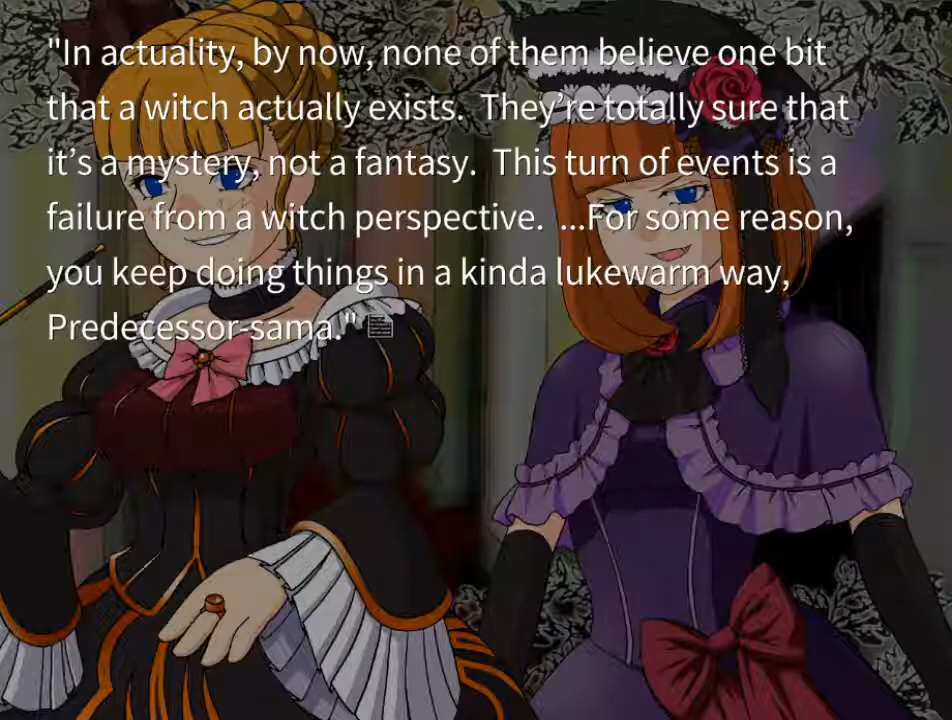 "In actuality, by now, none of them believe one bit
that a witch actually exists.  They’re totally sure that
it’s a mystery, not a fantasy.  This turn of events is a
failure from a witch perspective.  ...For some reason,
you keep doing things in a kinda lukewarm way,
Predecessor-sama."